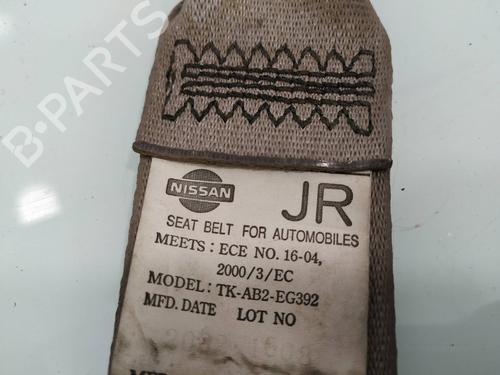 B-PARTS
NISSAN
JR
SEAT BELT FOR AUTOMOBILES
MEETS: ECE NO. 16-04,
2000/3/EC
MODEL: TK-AB2-EG392
MFD. DATE LOT NO